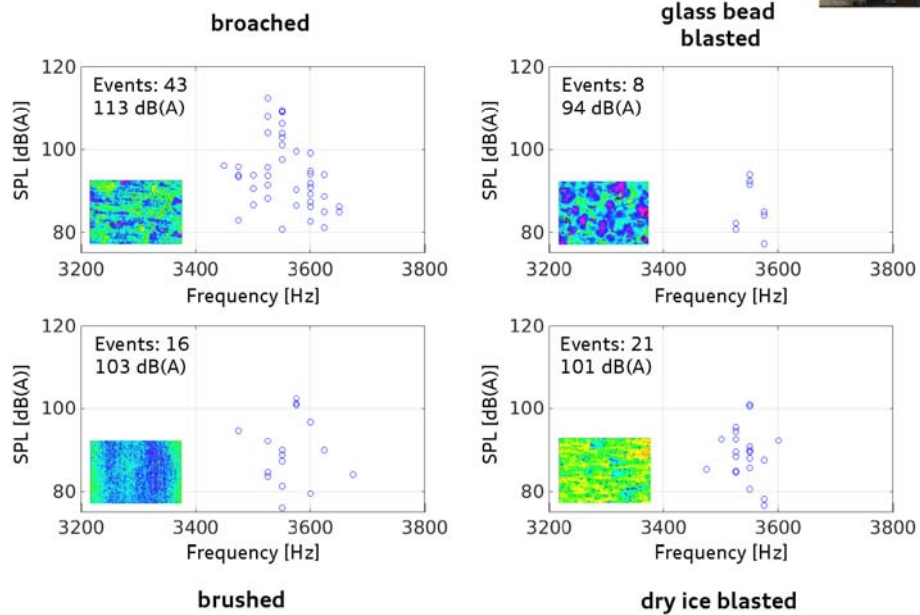 broached
glass bead
blasted
120
Events: 43
113 dB(A)
SPL [dB(A)]
100
80
3200
3400
3600
3800
Frequency [Hz]
120
Events: 8
94 dB(A)
SPL [dB(A)]
100
80
3200
3400
3600
3800
Frequency [Hz]
120
Events: 16
103 dB(A)
SPL [dB(A)]
100
80
3200
3400
3600
3800
Frequency [Hz]
120
Events: 21
101 dB(A)
SPL [dB(A)]
100
80
3200
3400
3600
3800
Frequency [Hz]
brushed
dry ice blasted